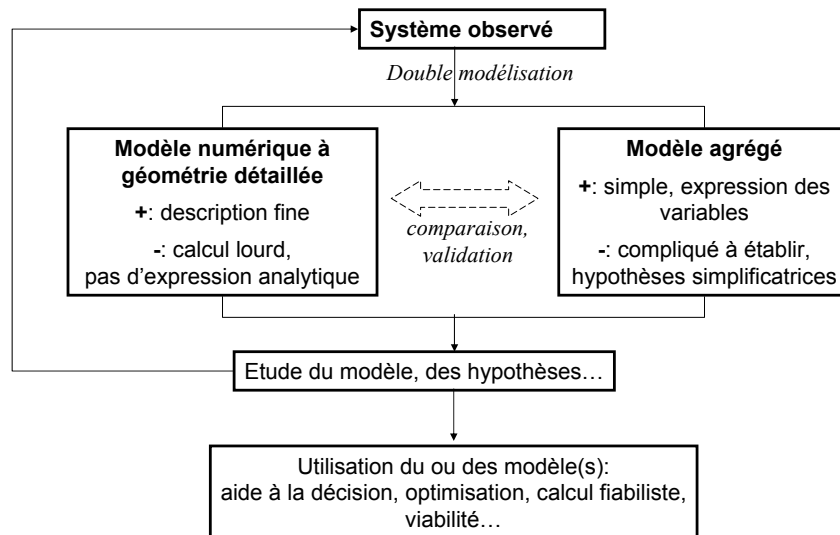 Système observé
Double modélisation
Modèle numérique à
géométrie détaillée
+: description fine
-: calcul lourd,
pas d'expression analytique
comparaison,
validation
Modèle agrégé
+: simple, expression des
variables
-: compliqué à établir,
hypothèses simplificatrices
Etude du modèle, des hypothèses…
Utilisation du ou des modèle(s):
aide à la décision, optimisation, calcul fiabiliste,
viabilité…